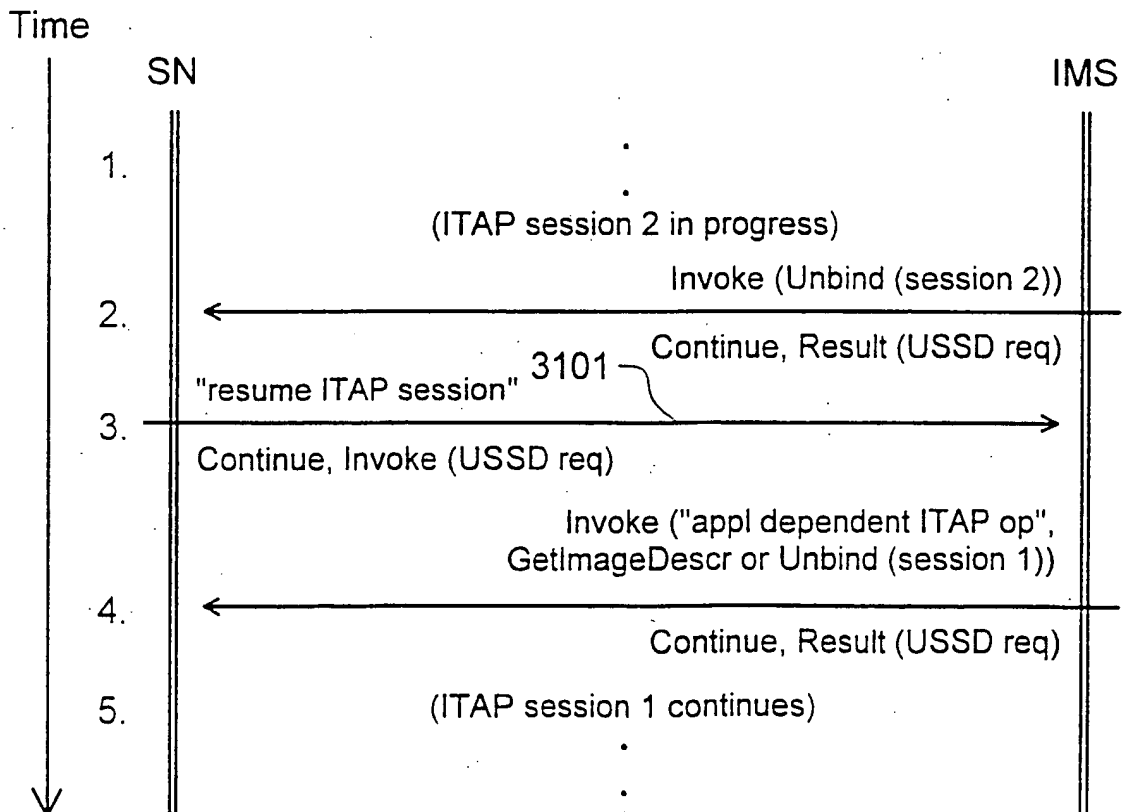 Time
SN
IMS
1.
(ITAP session 2 in progress)
Invoke (Unbind (session 2))
2.
Continue, Result (USSD req)
3101
"resume ITAP session"
3.
Continue, Invoke (USSD req)
Invoke ("appl dependent ITAP op",
GetImageDescr or Unbind (session 1))
4.
Continue, Result (USSD req)
5.
(ITAP session 1 continues)